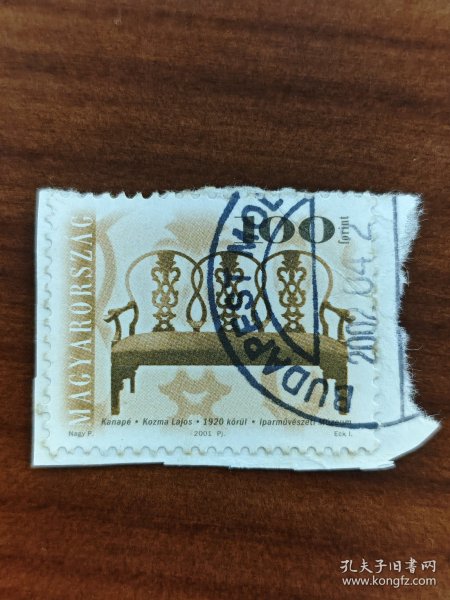 100
forint
MAGYARORSZÁG
Kanapé • Kozma Lajos • 1920 körül • Iparművészeti Múzeum
Nagy P.
2001 Pj.
Eck I.
BUDAPEST
2002.04.2
孔夫子旧书网
www.kongfz.com